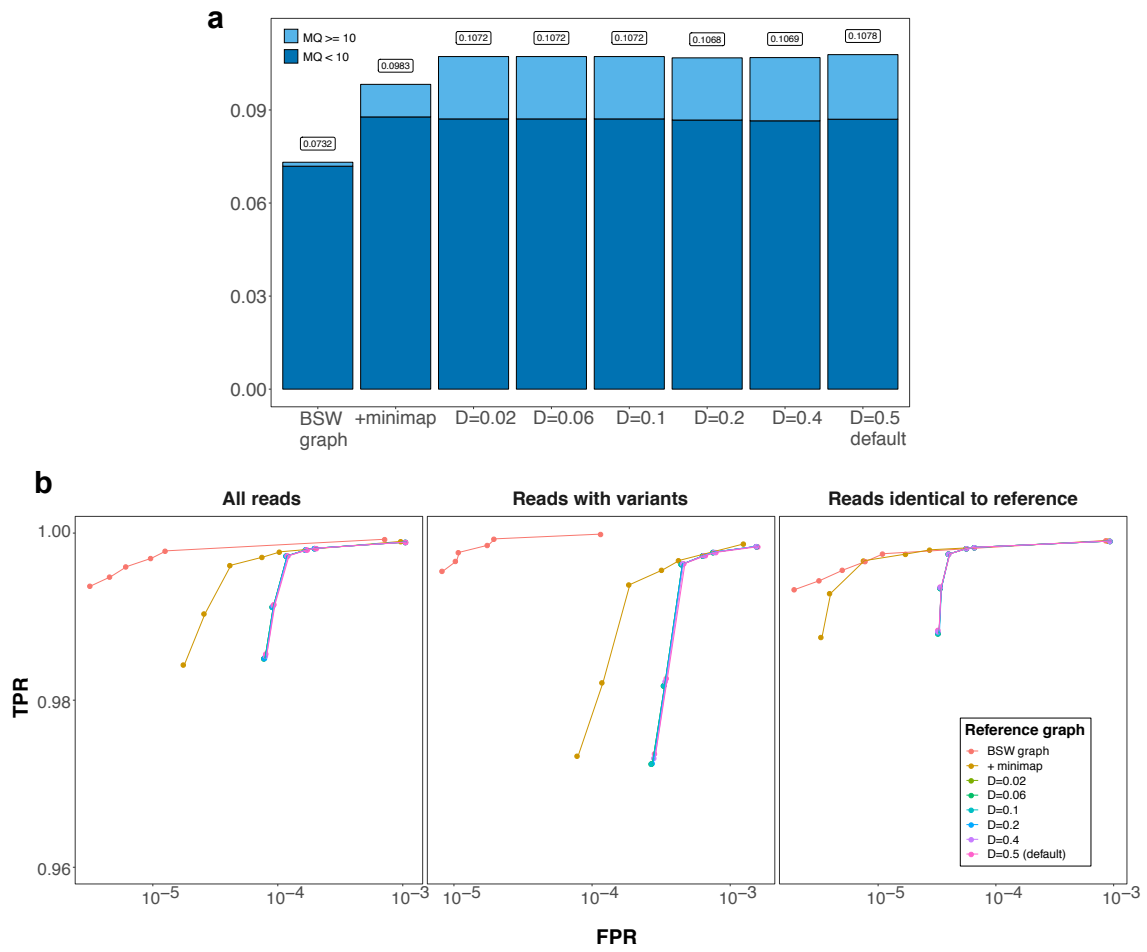 a
MQ >= 10
MQ < 10
0.0732
0.0983
0.1072
0.1072
0.1072
0.1068
0.1069
0.1078
0.09
0.06
0.03
0.00
BSW graph
+minimap
D=0.02
D=0.06
D=0.1
D=0.2
D=0.4
D=0.5 default
b
All reads
Reads with variants
Reads identical to reference
TPR
1.00
0.98
0.96
10⁻⁵
10⁻⁴
10⁻³
10⁻⁵
10⁻⁴
10⁻³
10⁻⁵
10⁻⁴
10⁻³
FPR
Reference graph
BSW graph
+ minimap
D=0.02
D=0.06
D=0.1
D=0.2
D=0.4
D=0.5 (default)